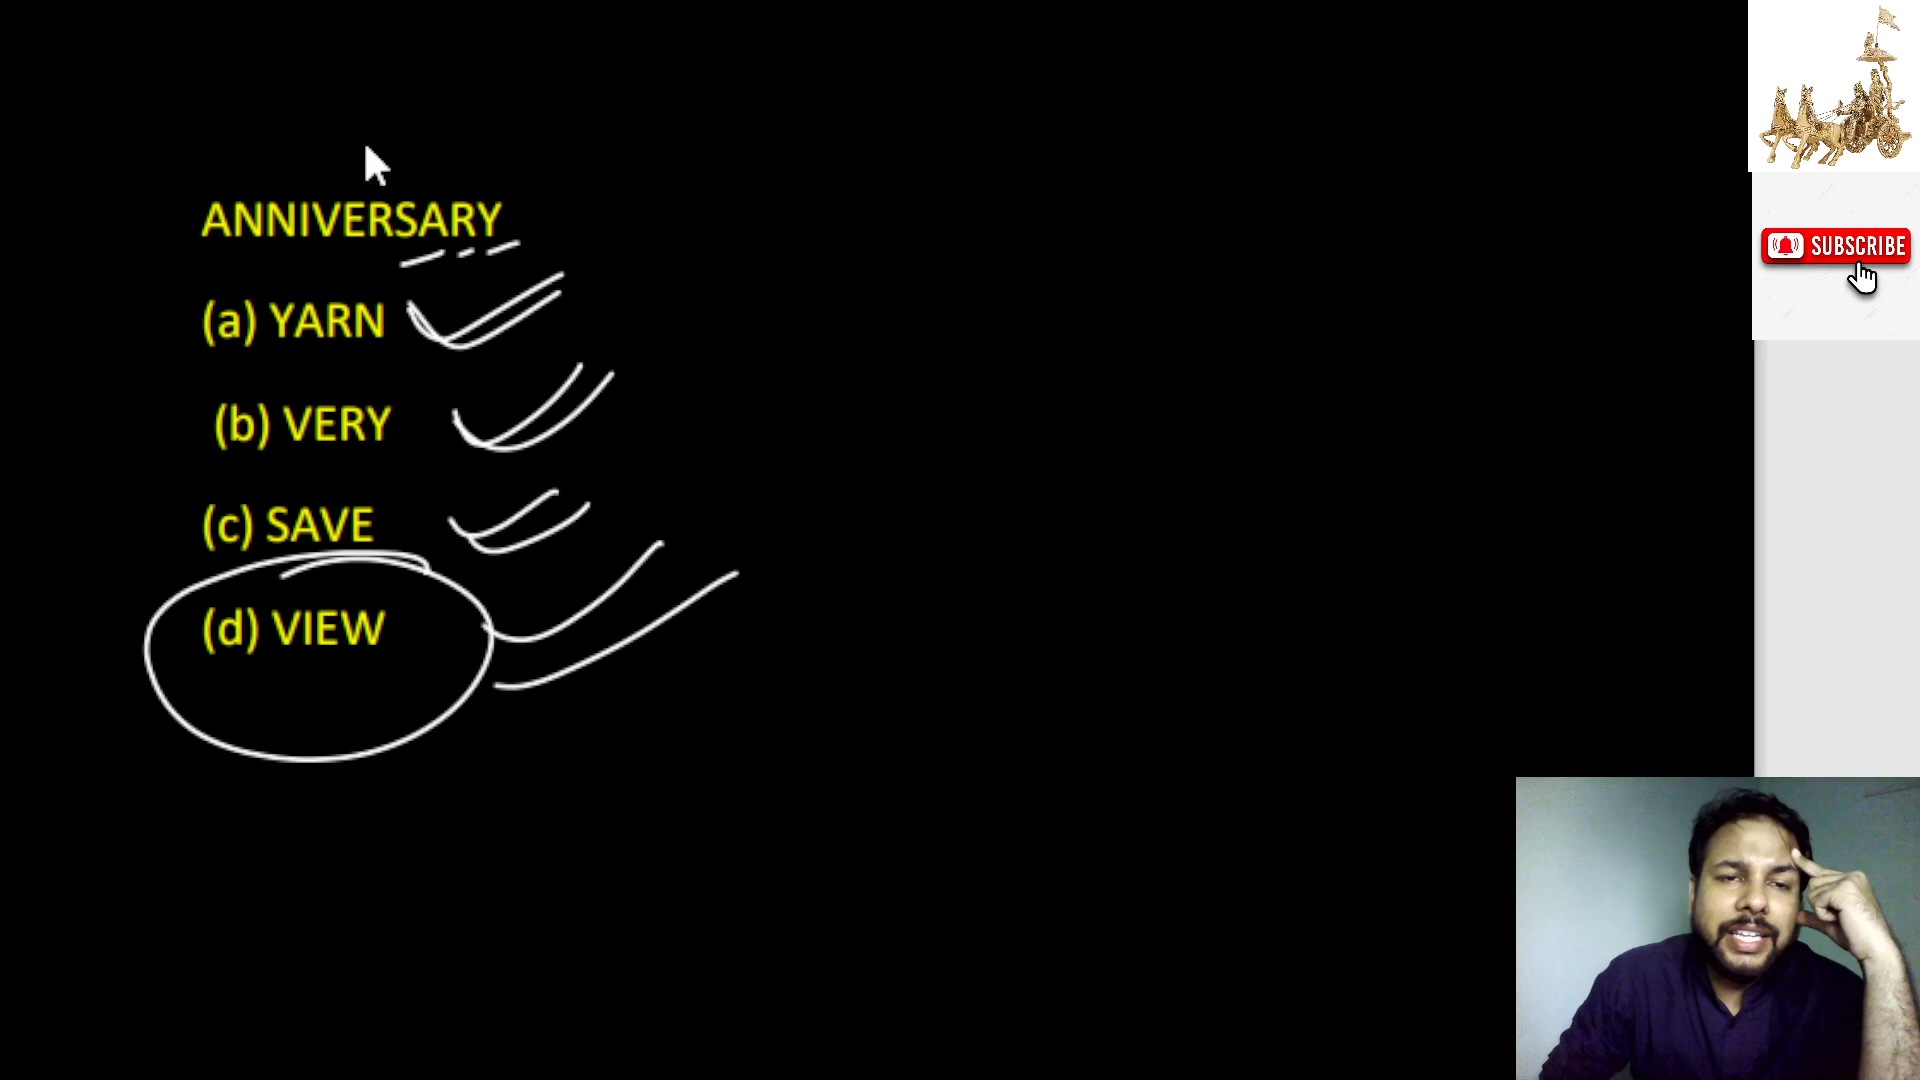 ANNIVERSARY
(a) YARN
(b) VERY
(c) SAVE
(d) VIEW
SUBSCRIBE